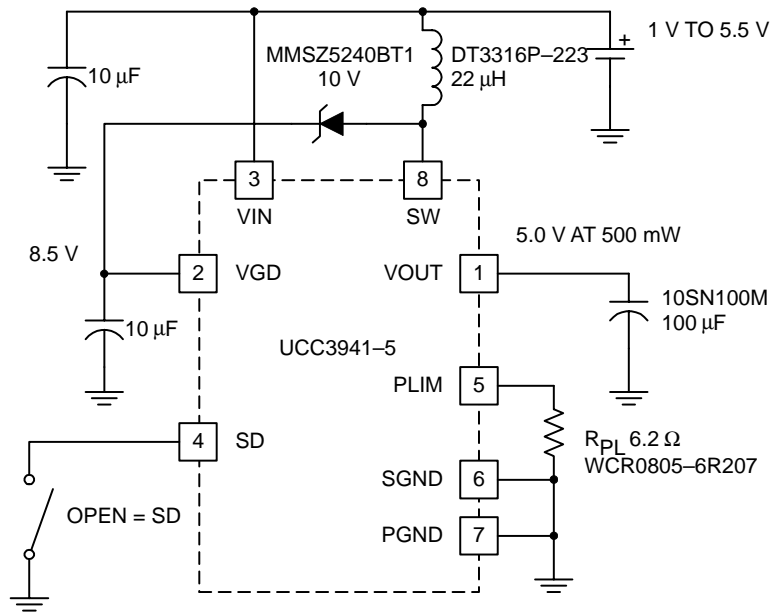 1 V TO 5.5 V
+
MMSZ5240BT1
10 V
DT3316P–223
22 μH
10 μF
3
8
VIN
SW
8.5 V
5.0 V AT 500 mW
2
VGD
VOUT
1
10SN100M
100 μF
10 μF
UCC3941–5
PLIM
5
4
SD
RPL 6.2 Ω
WCR0805–6R207
SGND
6
OPEN = SD
PGND
7